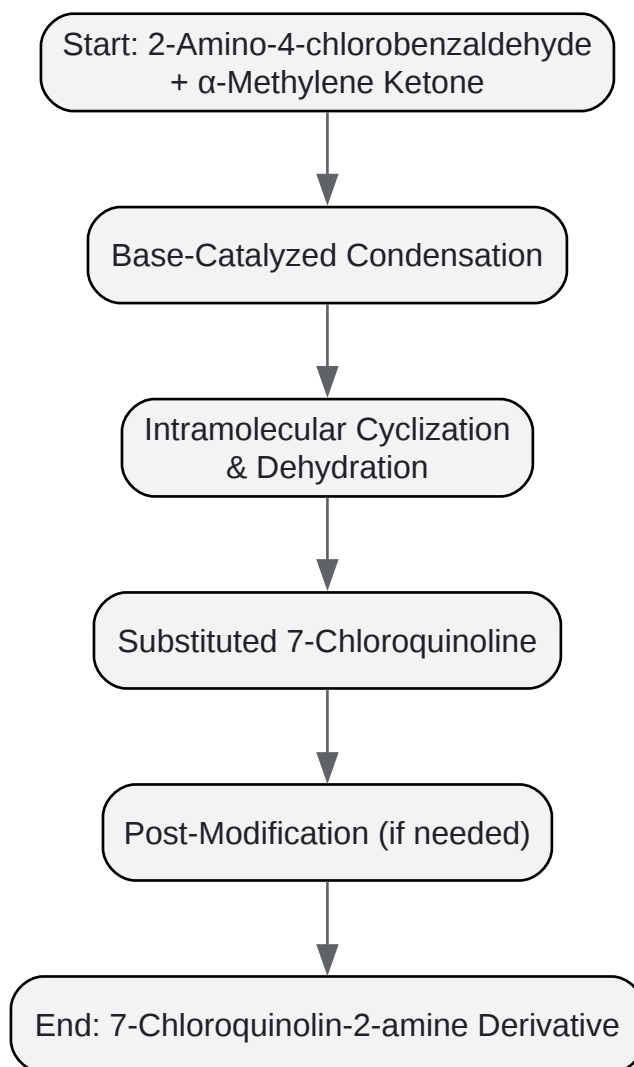 Start: 2-Amino-4-chlorobenzaldehyde
+ α-Methylene Ketone
Base-Catalyzed Condensation
Intramolecular Cyclization
& Dehydration
Substituted 7-Chloroquinoline
Post-Modification (if needed)
End: 7-Chloroquinolin-2-amine Derivative